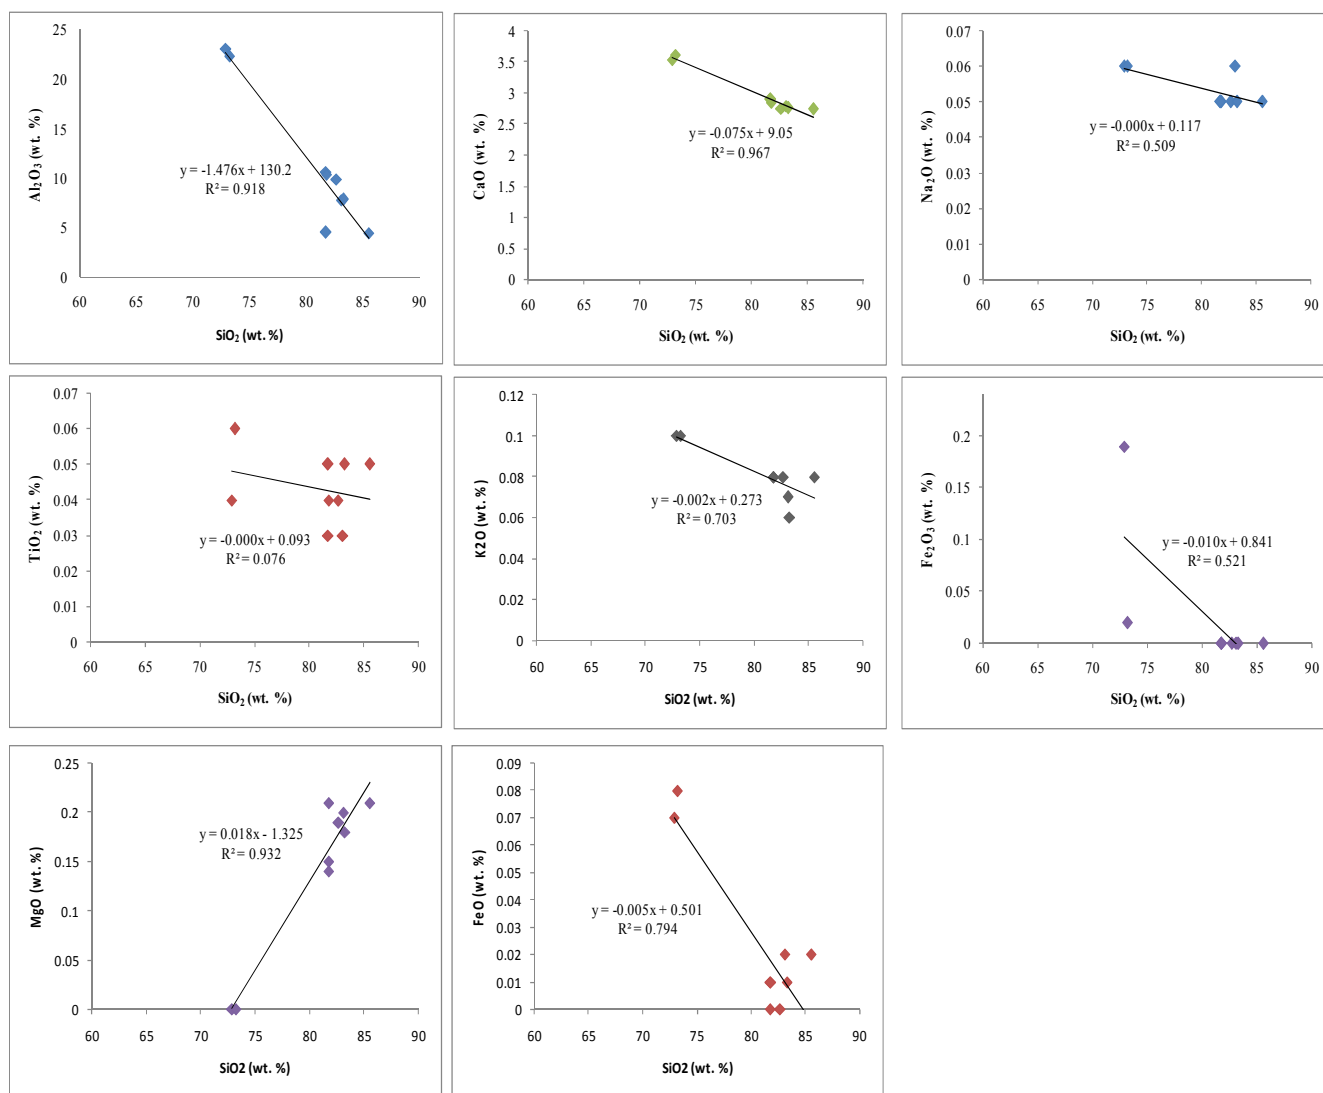 25
20
15
10
5
0
Al₂O₃ (wt. %)
y = -1.476x + 130.2
R² = 0.918
60 65 70 75 80 85 90
SiO₂ (wt. %)
4
3.5
3
2.5
2
1.5
1
0.5
0
CaO (wt. %)
y = -0.075x + 9.05
R² = 0.967
60 65 70 75 80 85 90
SiO₂ (wt. %)
0.07
0.06
0.05
0.04
0.03
0.02
0.01
0.00
Na₂O (wt. %)
y = -0.000x + 0.117
R² = 0.509
60 65 70 75 80 85 90
SiO₂ (wt. %)
0.07
0.06
0.05
0.04
0.03
0.02
0.01
0
TiO₂ (wt. %)
y = -0.000x + 0.093
R² = 0.076
60 65 70 75 80 85 90
SiO₂ (wt. %)
0.12
0.1
0.08
0.06
0.04
0.02
0
K2O (wt. %)
y = -0.002x + 0.273
R² = 0.703
60 65 70 75 80 85 90
SiO2 (wt. %)
0.2
0.15
0.1
0.05
0
Fe₂O₃ (wt. %)
y = -0.010x + 0.841
R² = 0.521
60 65 70 75 80 85 90
SiO₂ (wt. %)
0.25
0.2
0.15
0.1
0.05
0
MgO (wt. %)
y = 0.018x - 1.325
R² = 0.932
60 65 70 75 80 85 90
SiO2 (wt. %)
0.09
0.08
0.07
0.06
0.05
0.04
0.03
0.02
0.01
0
FeO (wt. %)
y = -0.005x + 0.501
R² = 0.794
60 65 70 75 80 85 90
SiO2 (wt. %)